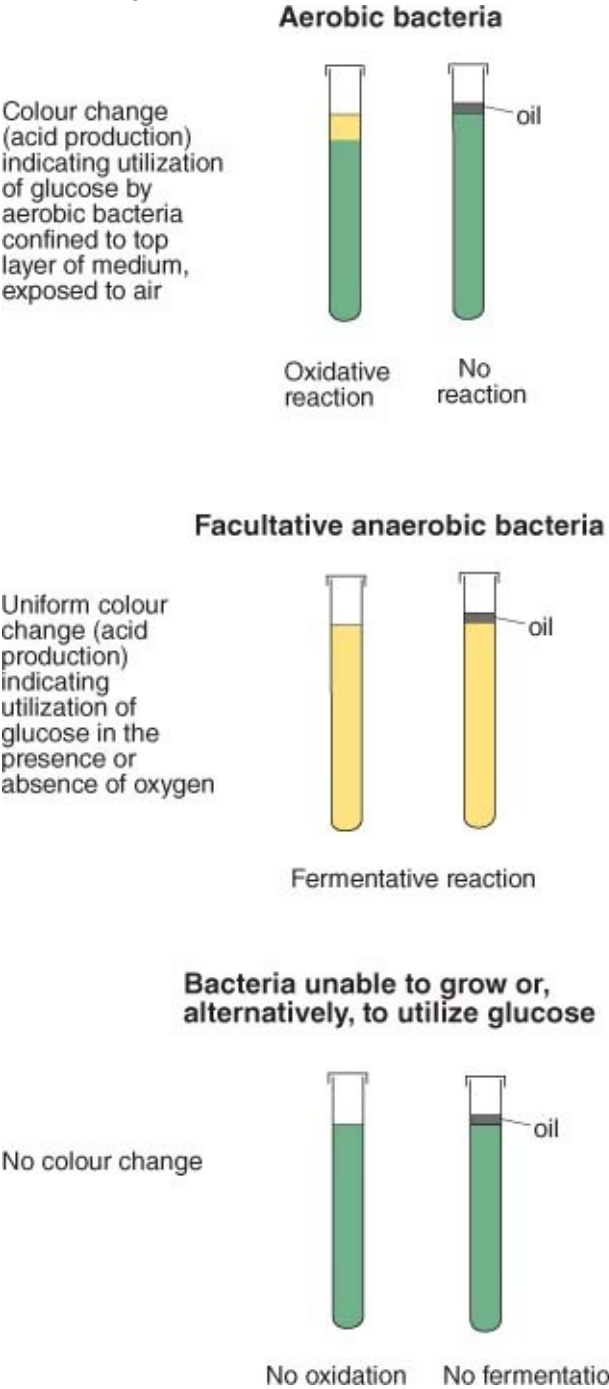 Aerobic bacteria
Colour change
(acid production)
indicating utilization
of glucose by
aerobic bacteria
confined to top
layer of medium,
exposed to air
oil
Oxidative
reaction
No
reaction
Facultative anaerobic bacteria
Uniform colour
change (acid
production)
indicating
utilization of
glucose in the
presence or
absence of oxygen
oil
Fermentative reaction
Bacteria unable to grow or,
alternatively, to utilize glucose
No colour change
oil
No oxidation
No fermentatio